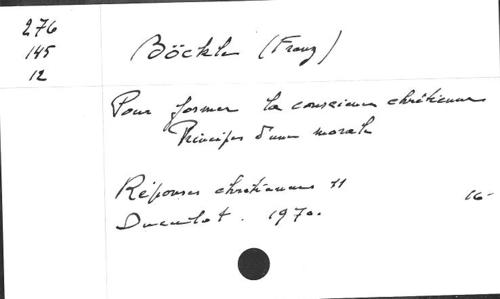 276
145
12
Böckle (Franz)
Pour former la conscience chrétienne
Principes d'une morale
Réponses chrétiennes 11
Duculot. 1970.
16-